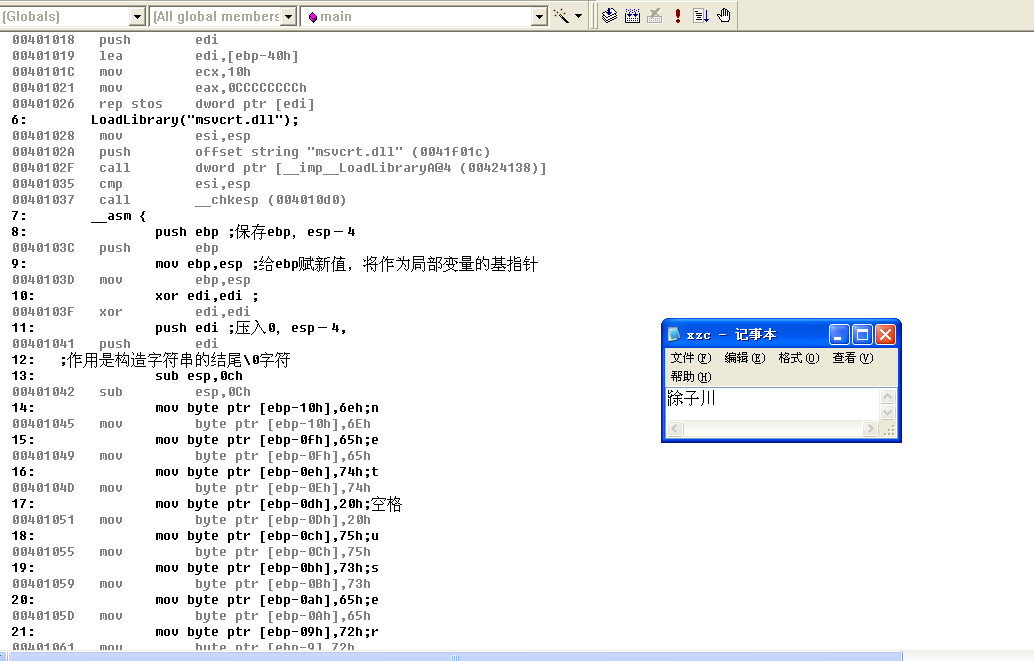 (Globals) (All global members main
00401018 push edi
00401019 lea edi,[ebp-40h]
0040101C mov ecx,10h
00401021 mov eax,0CCCCCCCCh
00401026 rep stos dword ptr [edi]
6: LoadLibrary("msvcrt.dll");
00401028 mov esi,esp
0040102A push offset string "msvcrt.dll" (0041f01c)
0040102F call dword ptr [__imp__LoadLibraryA@4 (00424138)]
00401035 cmp esi,esp
00401037 call __chkesp (004010d0)
7: __asm {
8: push ebp ;保存ebp, esp-4
0040103C push ebp
9: mov ebp,esp ;给ebp赋新值, 将作为局部变量的基指针
0040103D mov ebp,esp
10: xor edi,edi ;
0040103F xor edi,edi
11: push edi ;压入0, esp-4,
00401041 push edi
12: ;作用是构造字符串的结尾\0字符
13: sub esp,0ch
00401042 sub esp,0Ch
14: mov byte ptr [ebp-10h],6eh;n
00401045 mov byte ptr [ebp-10h],6Eh
15: mov byte ptr [ebp-0fh],65h;e
00401049 mov byte ptr [ebp-0Fh],65h
16: mov byte ptr [ebp-0eh],74h;t
0040104D mov byte ptr [ebp-0Eh],74h
17: mov byte ptr [ebp-0dh],20h;空格
00401051 mov byte ptr [ebp-0Dh],20h
18: mov byte ptr [ebp-0ch],75h;u
00401055 mov byte ptr [ebp-0Ch],75h
19: mov byte ptr [ebp-0bh],73h;s
00401059 mov byte ptr [ebp-0Bh],73h
20: mov byte ptr [ebp-0ah],65h;e
0040105D mov byte ptr [ebp-0Ah],65h
21: mov byte ptr [ebp-09h],72h;r
00401061 mov byte ptr [ebp-9],72h
xzc - 记事本
文件(F) 编辑(E) 格式(O) 查看(V)
帮助(H)
涂子川